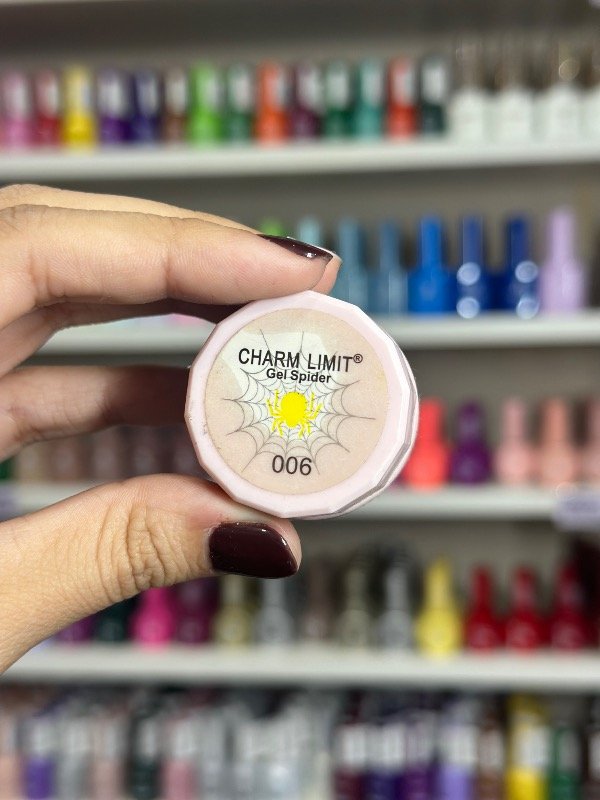 CHARM LIMIT®
Gel Spider
006